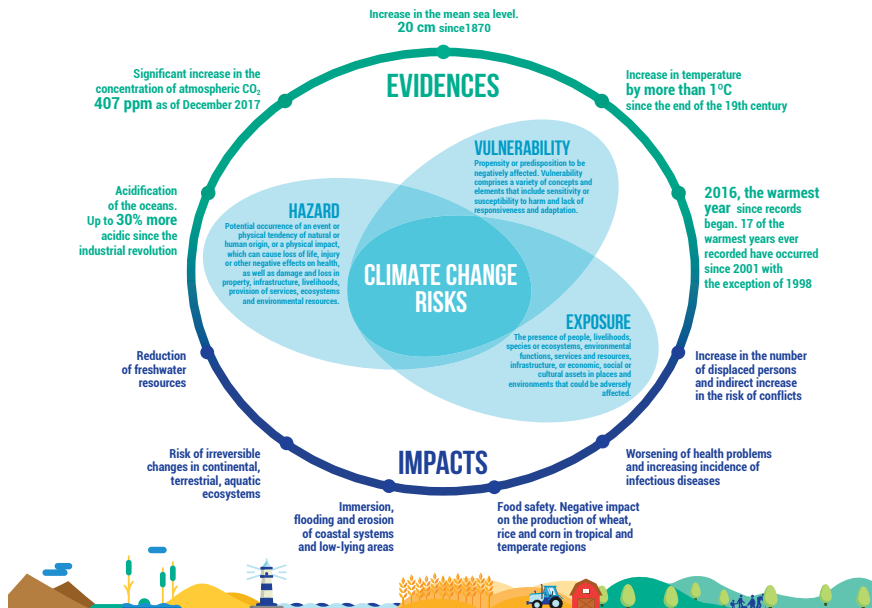 Increase in the mean sea level.
20 cm since1870
Significant increase in the
concentration of atmospheric CO₂
407 ppm as of December 2017
EVIDENCES
Increase in temperature
by more than 1ºC
since the end of the 19th century
Acidification
of the oceans.
Up to 30% more
acidic since the
industrial revolution
2016, the warmest
year since records
began. 17 of the
warmest years ever
recorded have occurred
since 2001 with
the exception of 1998
VULNERABILITY
Propensity or predisposition to be
negatively affected. Vulnerability
comprises a variety of concepts and
elements that include sensitivity or
susceptibility to harm and lack of
responsiveness and adaptation.
HAZARD
Potential occurrence of an event or
physical tendency of natural or
human origin, or a physical impact,
which can cause loss of life, injury
or other negative effects on health,
as well as damage and loss in
property, infrastructure, livelihoods,
provision of services, ecosystems
and environmental resources.
CLIMATE CHANGE
RISKS
EXPOSURE
The presence of people, livelihoods,
species or ecosystems, environmental
functions, services and resources,
infrastructure, or economic, social or
cultural assets in places and
environments that could be adversely
affected.
Reduction
of freshwater
resources
Increase in the number
of displaced persons
and indirect increase
in the risk of conflicts
Risk of irreversible
changes in continental,
terrestrial, aquatic
ecosystems
IMPACTS
Worsening of health problems
and increasing incidence of
infectious diseases
Immersion,
flooding and erosion
of coastal systems
and low-lying areas
Food safety. Negative impact
on the production of wheat,
rice and corn in tropical and
temperate regions